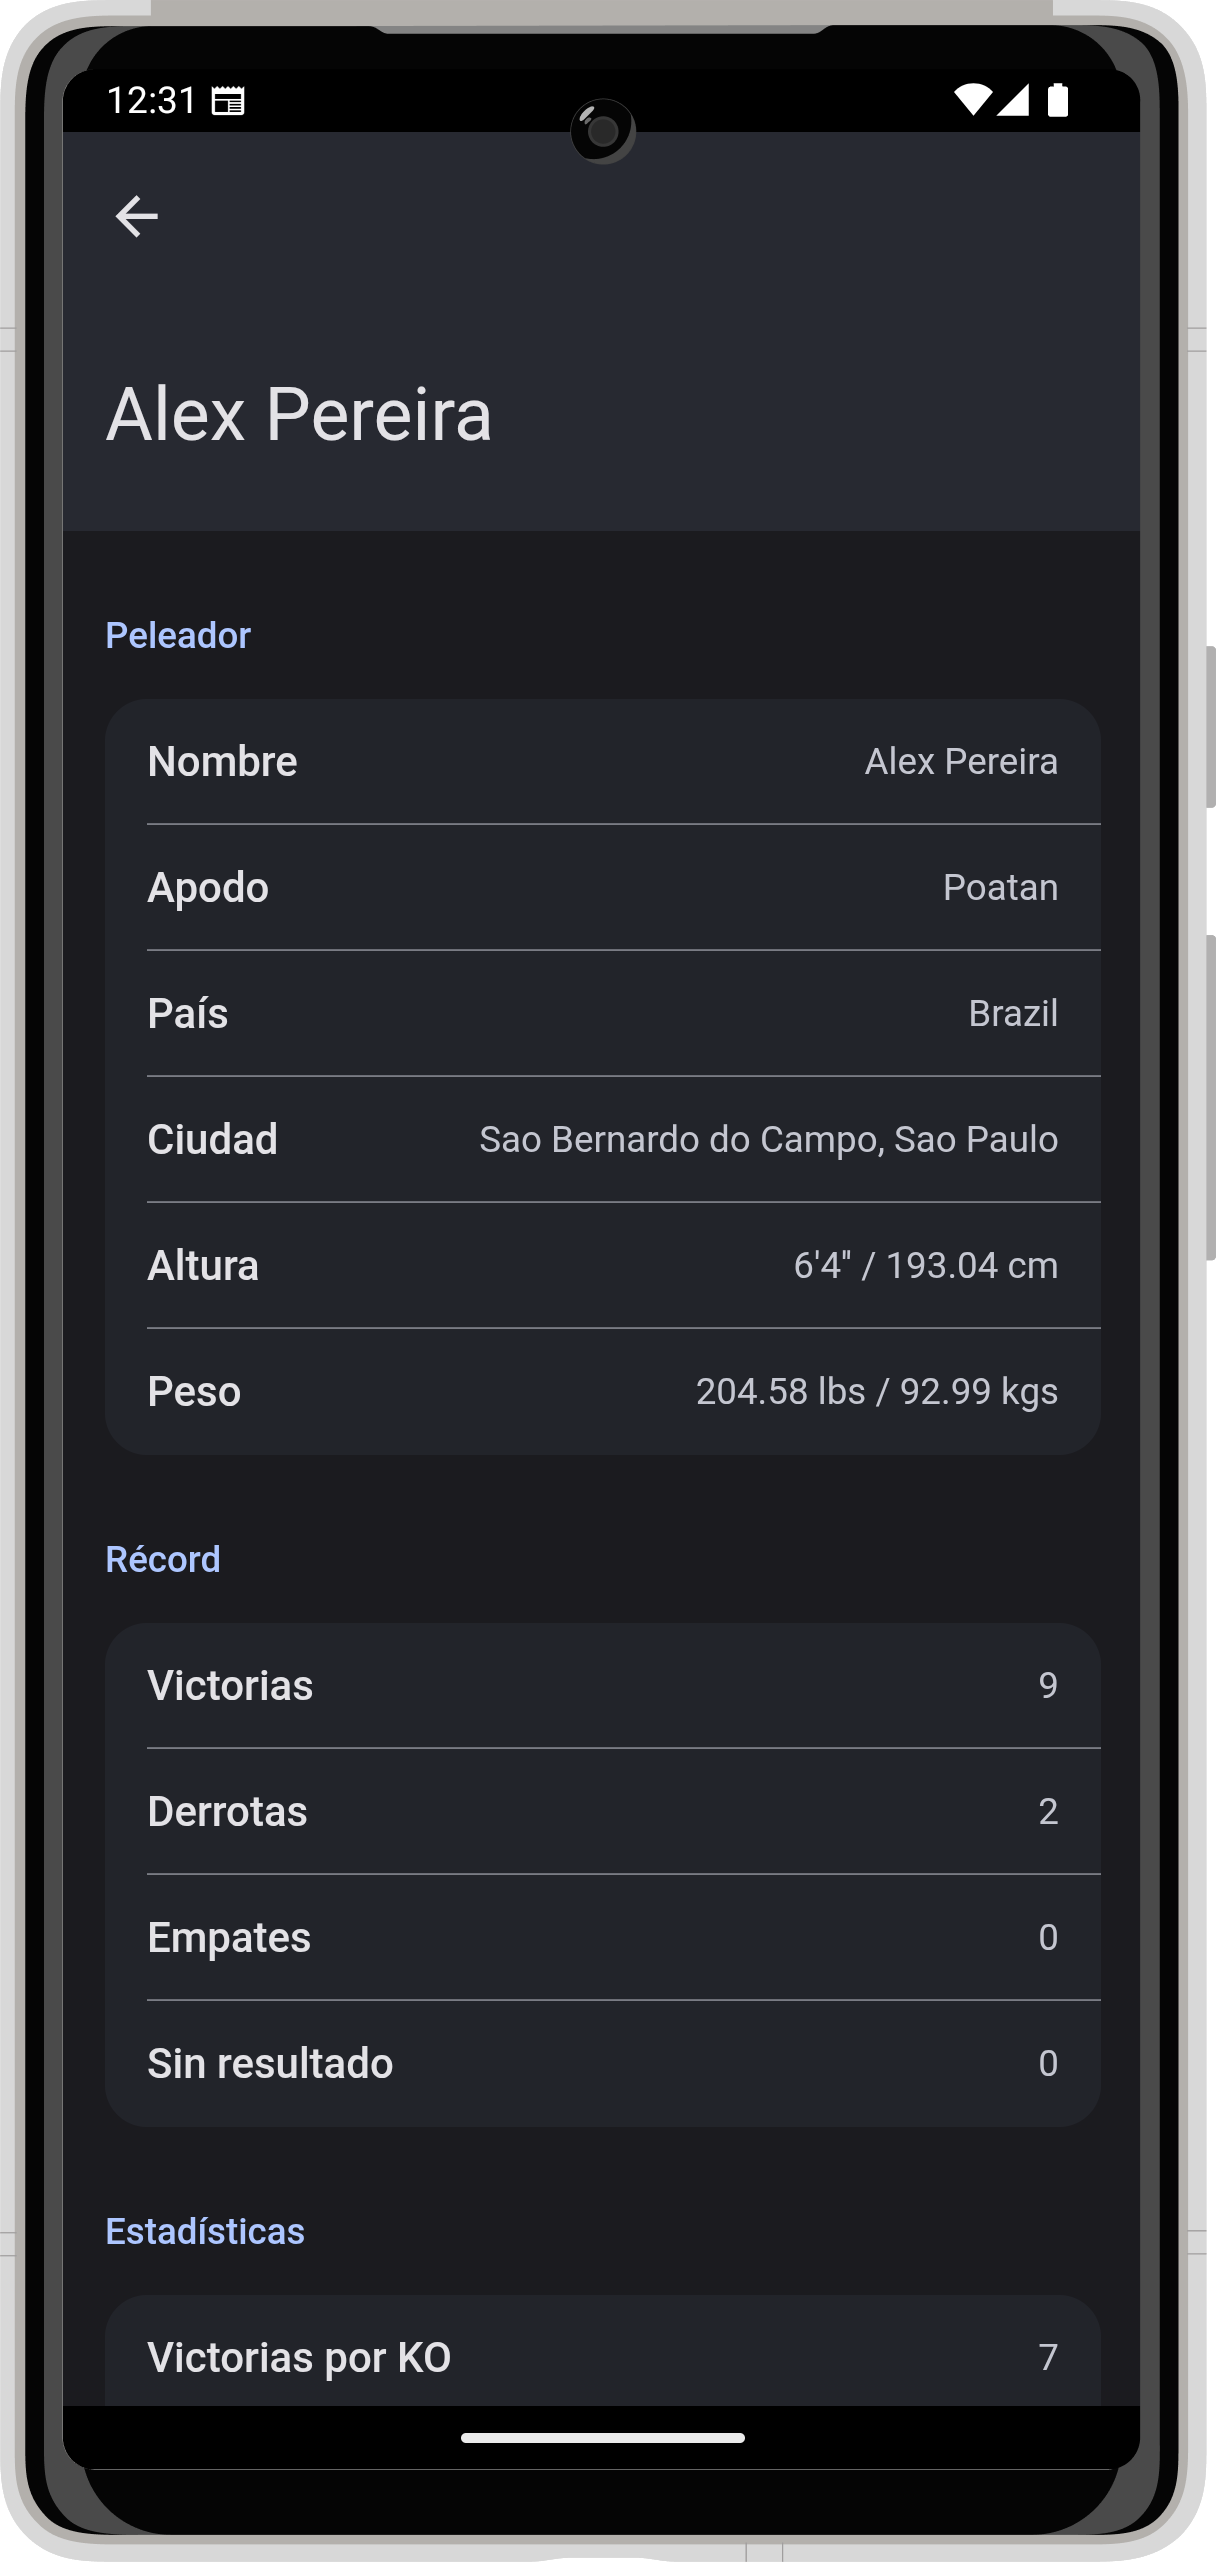 12:31
Alex Pereira
Peleador
Nombre Alex Pereira
Apodo Poatan
País Brazil
Ciudad Sao Bernardo do Campo, Sao Paulo
Altura 6'4" / 193.04 cm
Peso 204.58 lbs / 92.99 kgs
Récord
Victorias 9
Derrotas 2
Empates 0
Sin resultado 0
Estadísticas
Victorias por KO 7